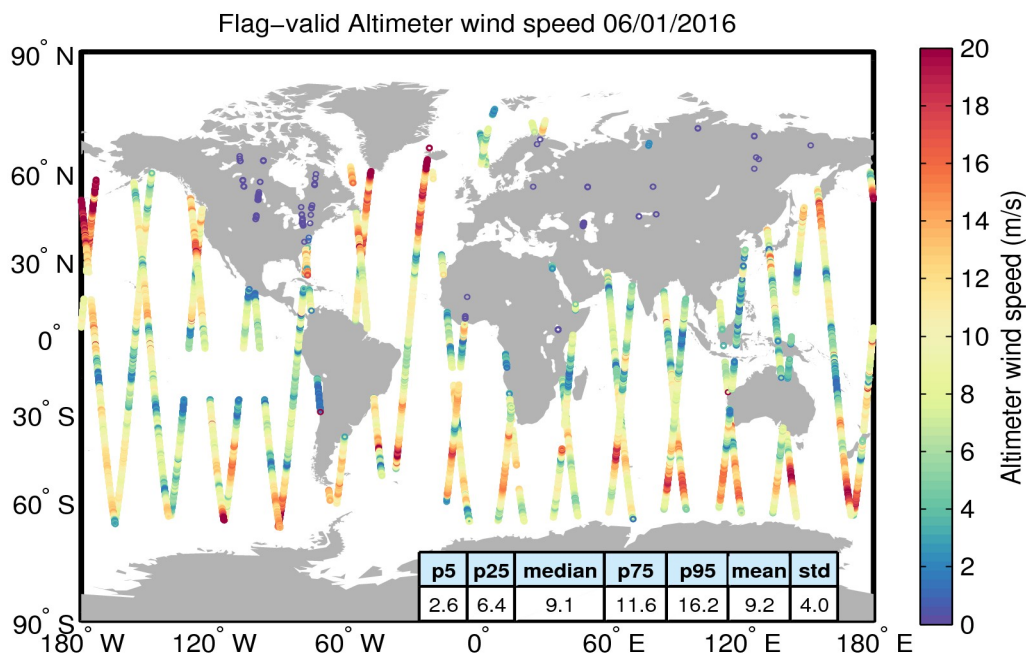 Flag−valid Altimeter wind speed 06/01/2016
90° N
60° N
30° N
0°
30° S
60° S
90° S
180° W
120° W
60° W
0°
60° E
120° E
180° E
p5 p25 median p75 p95 mean std
2.6 6.4 9.1 11.6 16.2 9.2 4.0
20
18
16
14
12
10
8
6
4
2
0
Altimeter wind speed (m/s)